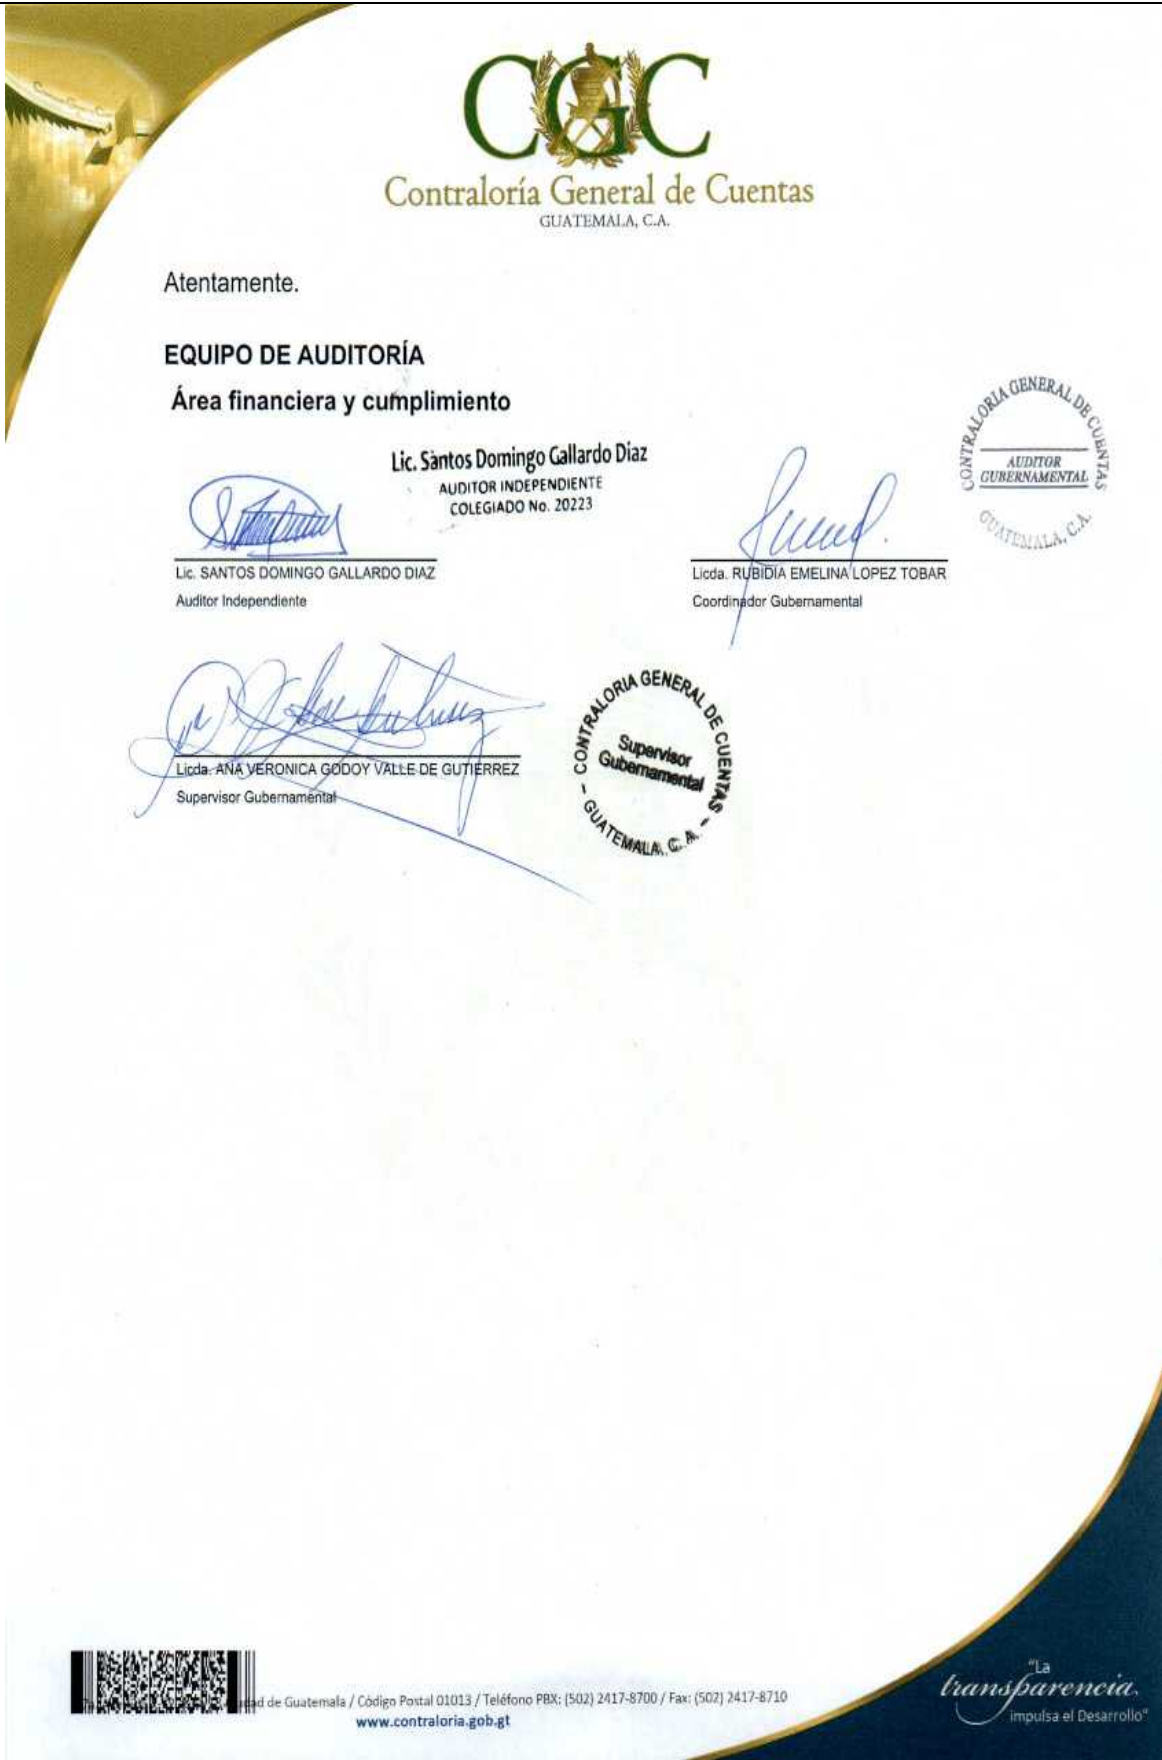 CGC
Contraloría General de Cuentas
GUATEMALA, C.A.
Atentamente.
EQUIPO DE AUDITORÍA
Área financiera y cumplimiento
Lic. Santos Domingo Gallardo Diaz
AUDITOR INDEPENDIENTE
COLEGIADO No. 20223
CONTRALORIA GENERAL DE CUENTAS
AUDITOR
GUBERNAMENTAL
GUATEMALA, C.A.
Lic. SANTOS DOMINGO GALLARDO DIAZ
Auditor Independiente
Licda. RUBIDIA EMELINA LOPEZ TOBAR
Coordinador Gubernamental
CONTRALORIA GENERAL DE CUENTAS
Supervisor
Gubernamental
GUATEMALA, C.A.
Licda. ANA VERONICA GODOY VALLE DE GUTIERREZ
Supervisor Gubernamental
de Guatemala / Código Postal 01013 / Teléfono PBX: (502) 2417-8700 / Fax: (502) 2417-8710
www.contraloria.gob.gt
"La
transparencia
impulsa el Desarrollo"